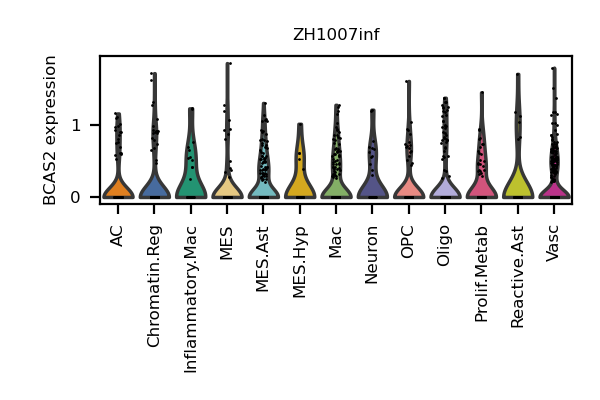 ZH1007inf
BCAS2 expression
1
0
AC
Chromatin.Reg
Inflammatory.Mac
MES
MES.Ast
MES.Hyp
Mac
Neuron
OPC
Oligo
Prolif.Metab
Reactive.Ast
Vasc